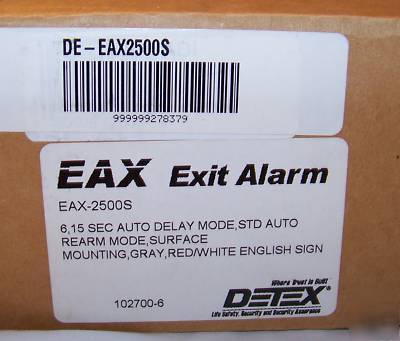 DE-EAX2500S
999999278379
EAX Exit Alarm
EAX-2500S
6,15 SEC AUTO DELAY MODE,STD AUTO
REARM MODE,SURFACE
MOUNTING,GRAY,RED/WHITE ENGLISH SIGN
102700-6
Where Trust is Built
DETEX
Life Safety, Security and Security Assurance